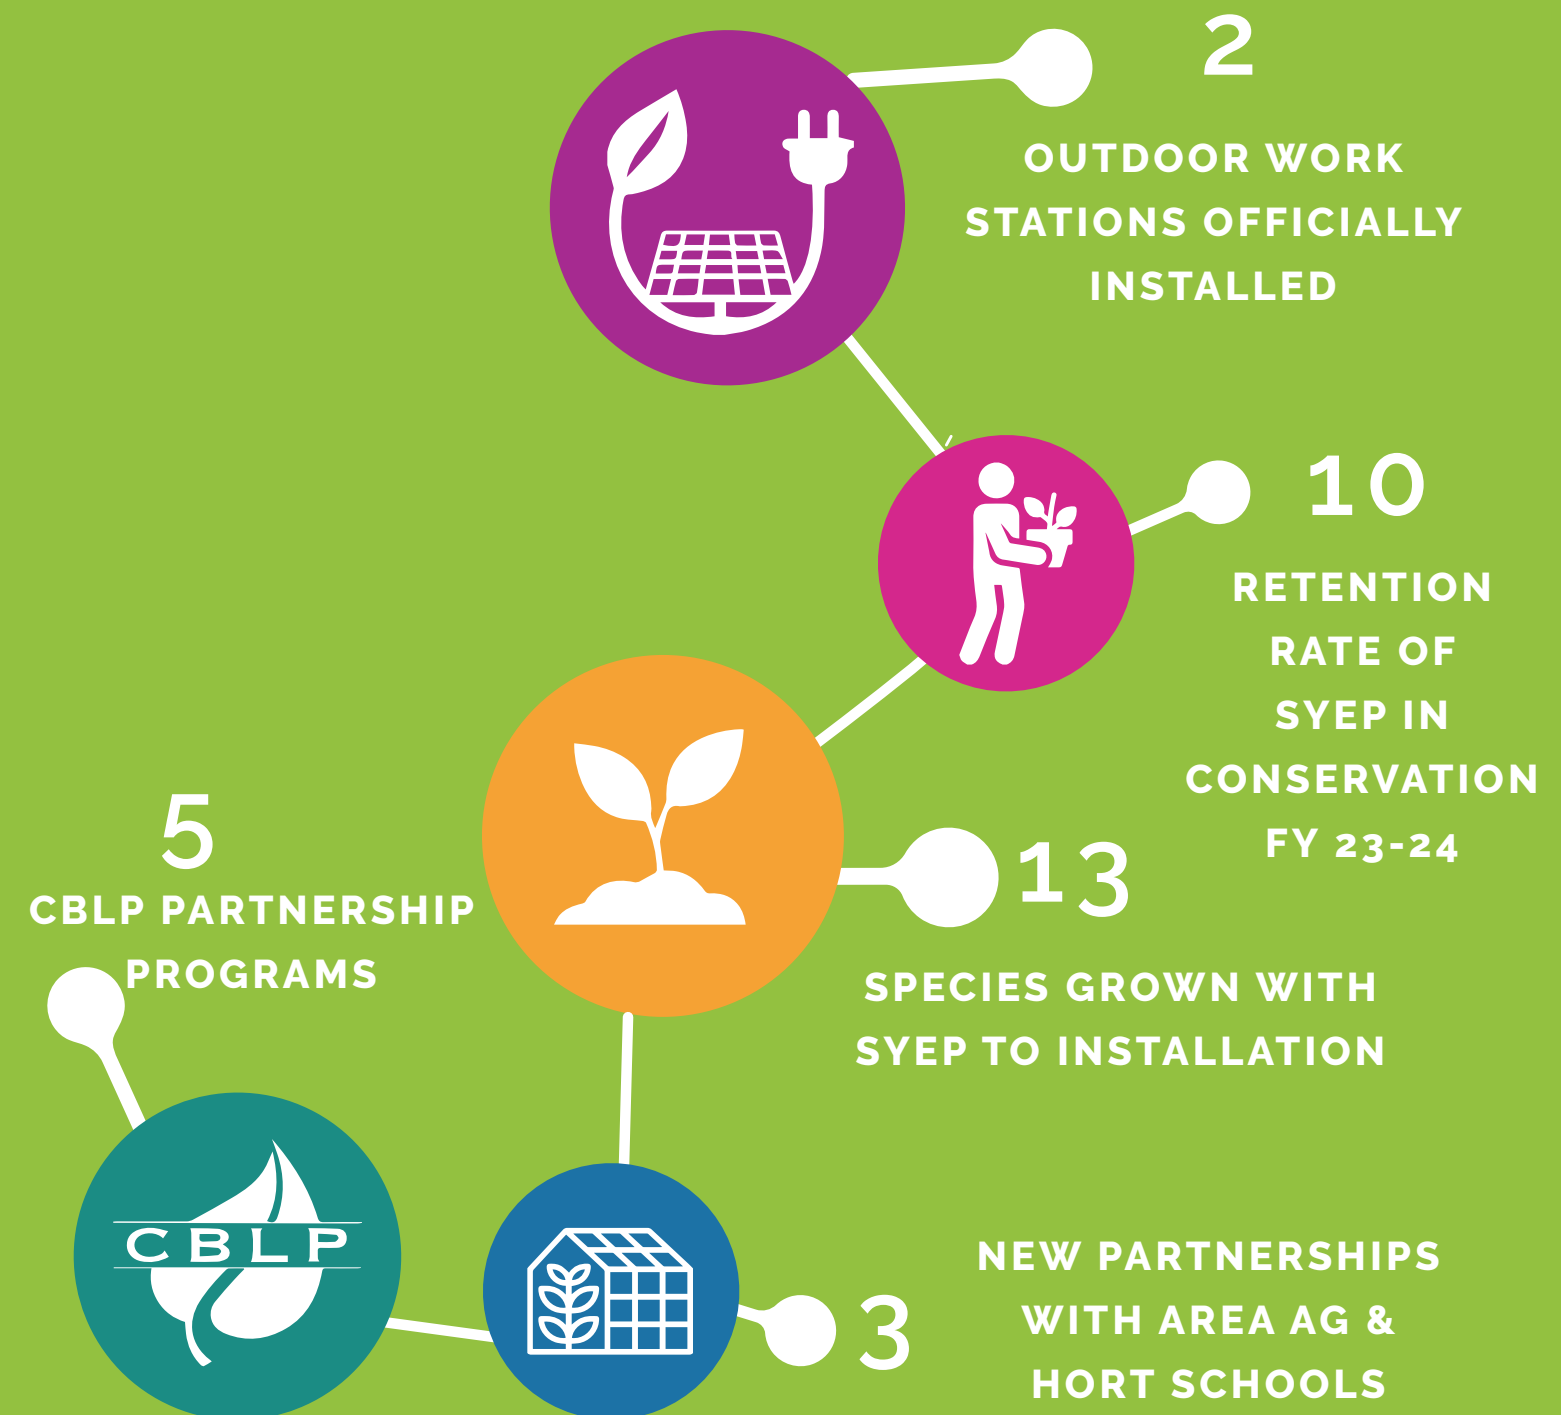 2
OUTDOOR WORK
STATIONS OFFICIALLY
INSTALLED
10
RETENTION
RATE OF
SYEP IN
CONSERVATION
FY 23-24
13
SPECIES GROWN WITH
SYEP TO INSTALLATION
5
CBLP PARTNERSHIP
PROGRAMS
CBLP
3
NEW PARTNERSHIPS
WITH AREA AG &
HORT SCHOOLS